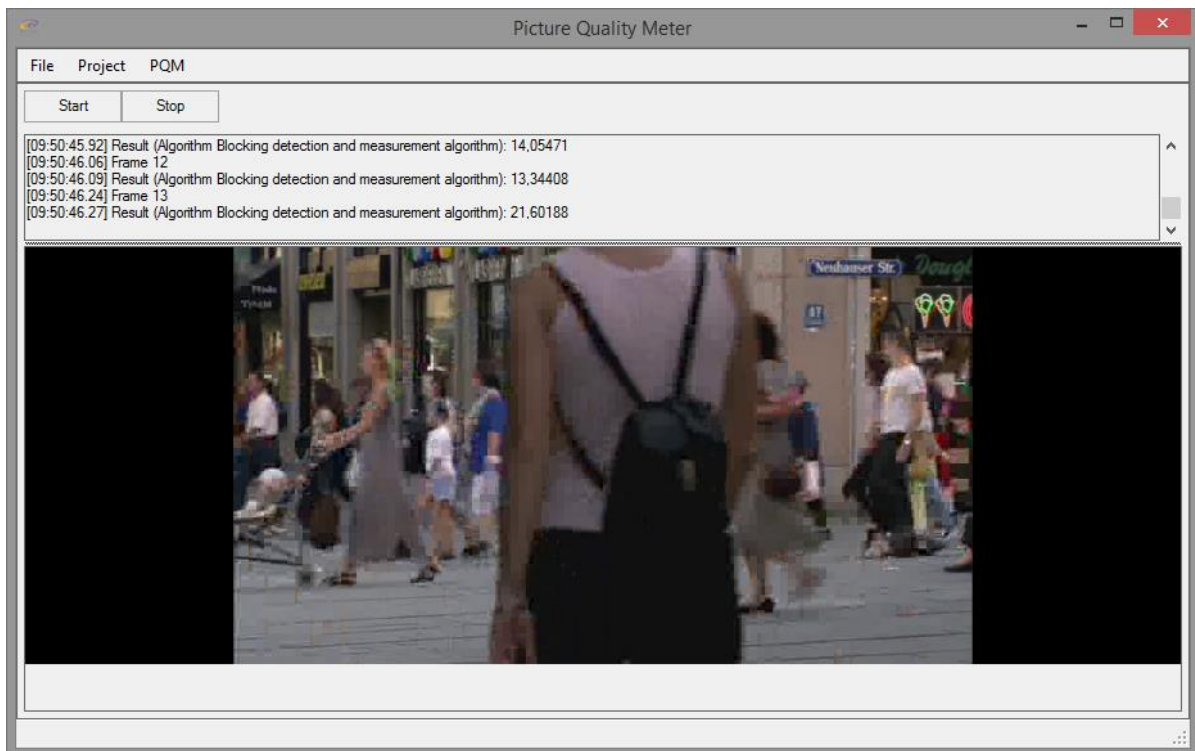 Picture Quality Meter
File Project PQM
Start Stop
[09:50:45.92] Result (Algorithm Blocking detection and measurement algorithm): 14,05471
[09:50:46.06] Frame 12
[09:50:46.09] Result (Algorithm Blocking detection and measurement algorithm): 13,34408
[09:50:46.24] Frame 13
[09:50:46.27] Result (Algorithm Blocking detection and measurement algorithm): 21,60188
Neuhauser Str.
47